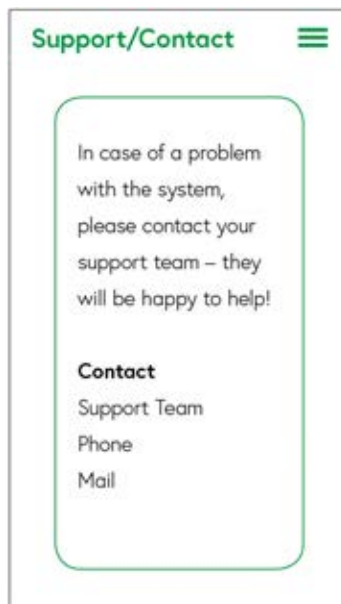 Support/Contact
In case of a problem
with the system,
please contact your
support team – they
will be happy to help!
Contact
Support Team
Phone
Mail